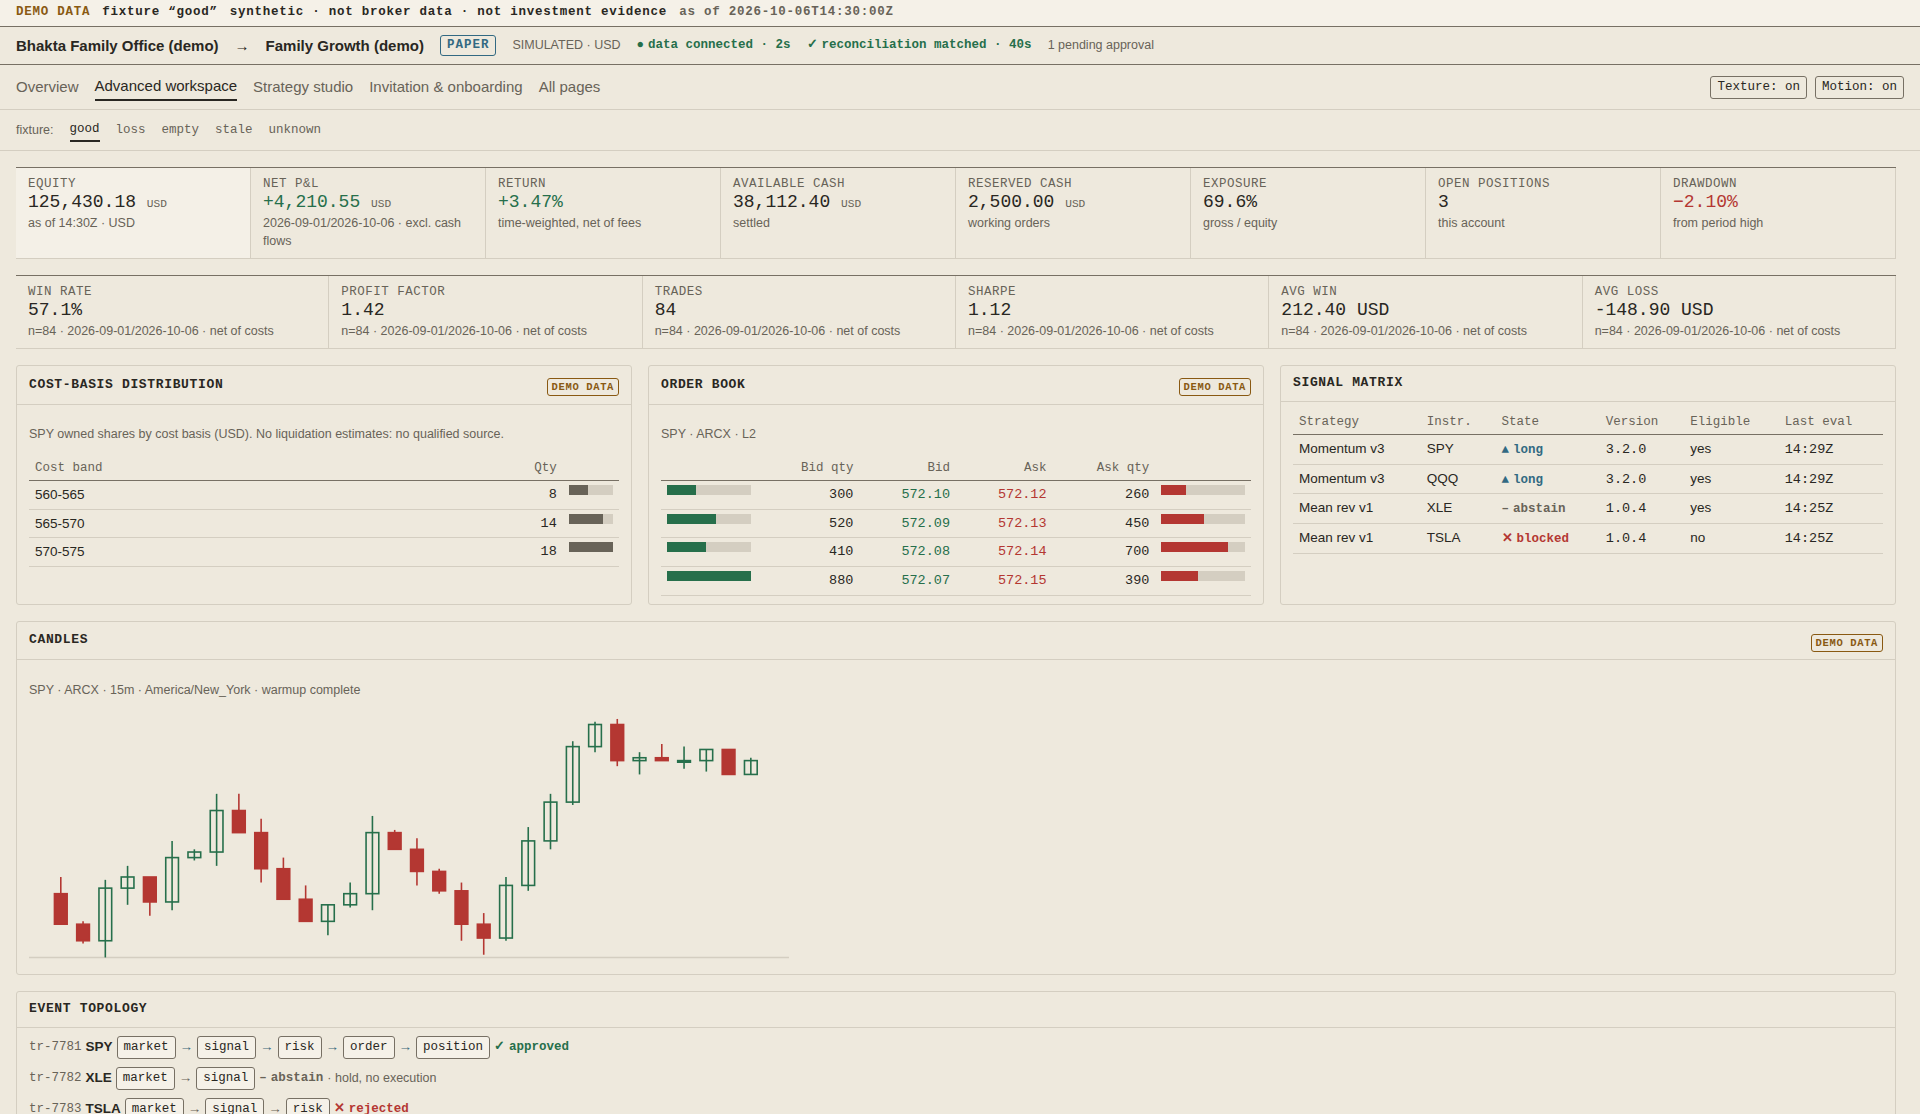 DEMO DATA fixture “good” synthetic · not broker data · not investment evidence as of 2026-10-06T14:30:00Z
Bhakta Family Office (demo) → Family Growth (demo) PAPER SIMULATED · USD ● data connected · 2s ✓ reconciliation matched · 40s 1 pending approval
Overview Advanced workspace Strategy studio Invitation & onboarding All pages Texture: on Motion: on
fixture: good loss empty stale unknown
EQUITY NET P&L RETURN AVAILABLE CASH RESERVED CASH EXPOSURE OPEN POSITIONS DRAWDOWN
125,430.18 USD +4,210.55 USD +3.47% 38,112.40 USD 2,500.00 USD 69.6% 3 −2.10%
as of 14:30Z · USD 2026-09-01/2026-10-06 · excl. cash time-weighted, net of fees settled working orders gross / equity this account from period high
flows
WIN RATE PROFIT FACTOR TRADES SHARPE AVG WIN AVG LOSS
57.1% 1.42 84 1.12 212.40 USD -148.90 USD
n=84 · 2026-09-01/2026-10-06 · net of costs n=84 · 2026-09-01/2026-10-06 · net of costs n=84 · 2026-09-01/2026-10-06 · net of costs n=84 · 2026-09-01/2026-10-06 · net of costs n=84 · 2026-09-01/2026-10-06 · net of costs n=84 · 2026-09-01/2026-10-06 · net of costs
COST-BASIS DISTRIBUTION DEMO DATA
SPY owned shares by cost basis (USD). No liquidation estimates: no qualified source.
Cost band Qty
560-565 8
565-570 14
570-575 18
ORDER BOOK DEMO DATA
SPY · ARCX · L2
Bid qty Bid Ask Ask qty
300 572.10 572.12 260
520 572.09 572.13 450
410 572.08 572.14 700
880 572.07 572.15 390
SIGNAL MATRIX
Strategy Instr. State Version Eligible Last eval
Momentum v3 SPY ▲ long 3.2.0 yes 14:29Z
Momentum v3 QQQ ▲ long 3.2.0 yes 14:29Z
Mean rev v1 XLE – abstain 1.0.4 yes 14:25Z
Mean rev v1 TSLA ✕ blocked 1.0.4 no 14:25Z
CANDLES DEMO DATA
SPY · ARCX · 15m · America/New_York · warmup complete
EVENT TOPOLOGY
tr-7781 SPY market → signal → risk → order → position ✓ approved
tr-7782 XLE market → signal – abstain · hold, no execution
tr-7783 TSLA market → signal → risk ✕ rejected